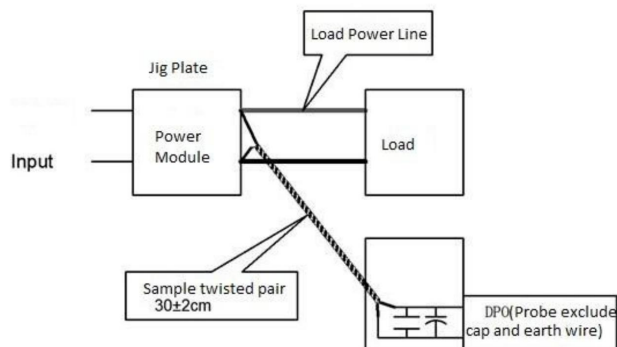 Load Power Line
Jig Plate
Power
Module
Load
Input
Sample twisted pair
30±2cm
DPO(Probe exclude
cap and earth wire)